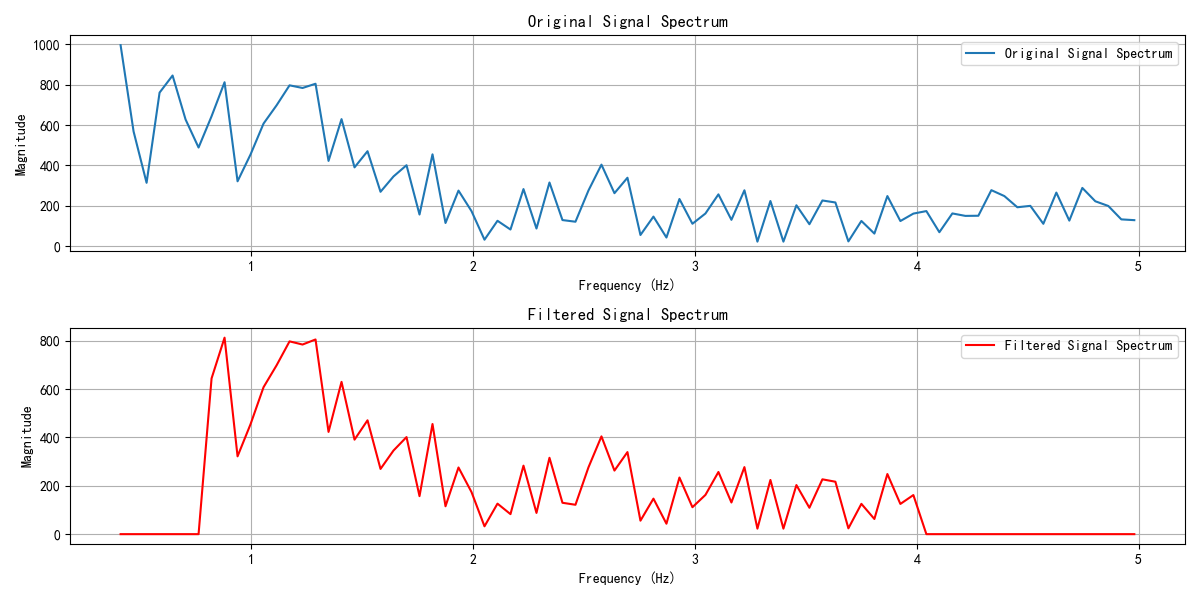 Original Signal Spectrum
1000
800
600
400
200
0
Magnitude
Original Signal Spectrum
1 2 3 4 5
Frequency (Hz)
Filtered Signal Spectrum
800
600
400
200
0
Magnitude
Filtered Signal Spectrum
1 2 3 4 5
Frequency (Hz)